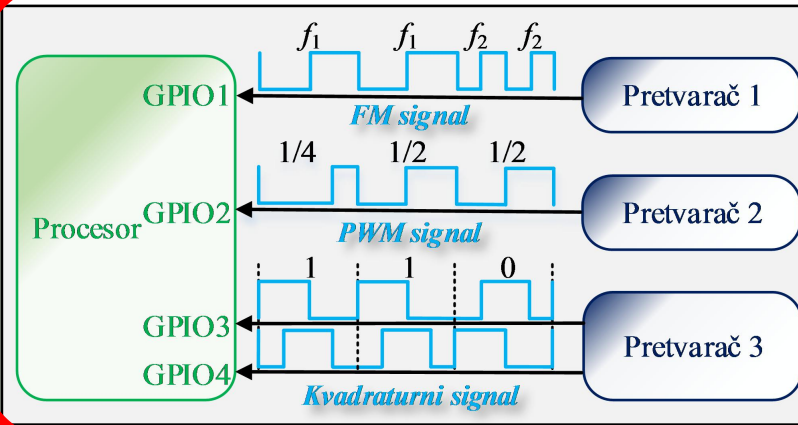 f1 f1 f2 f2
GPIO1
Pretvarač 1
FM signal
1/4 1/2 1/2
Procesor
GPIO2
Pretvarač 2
PWM signal
1 1 0
GPIO3
Pretvarač 3
GPIO4
Kvadraturni signal